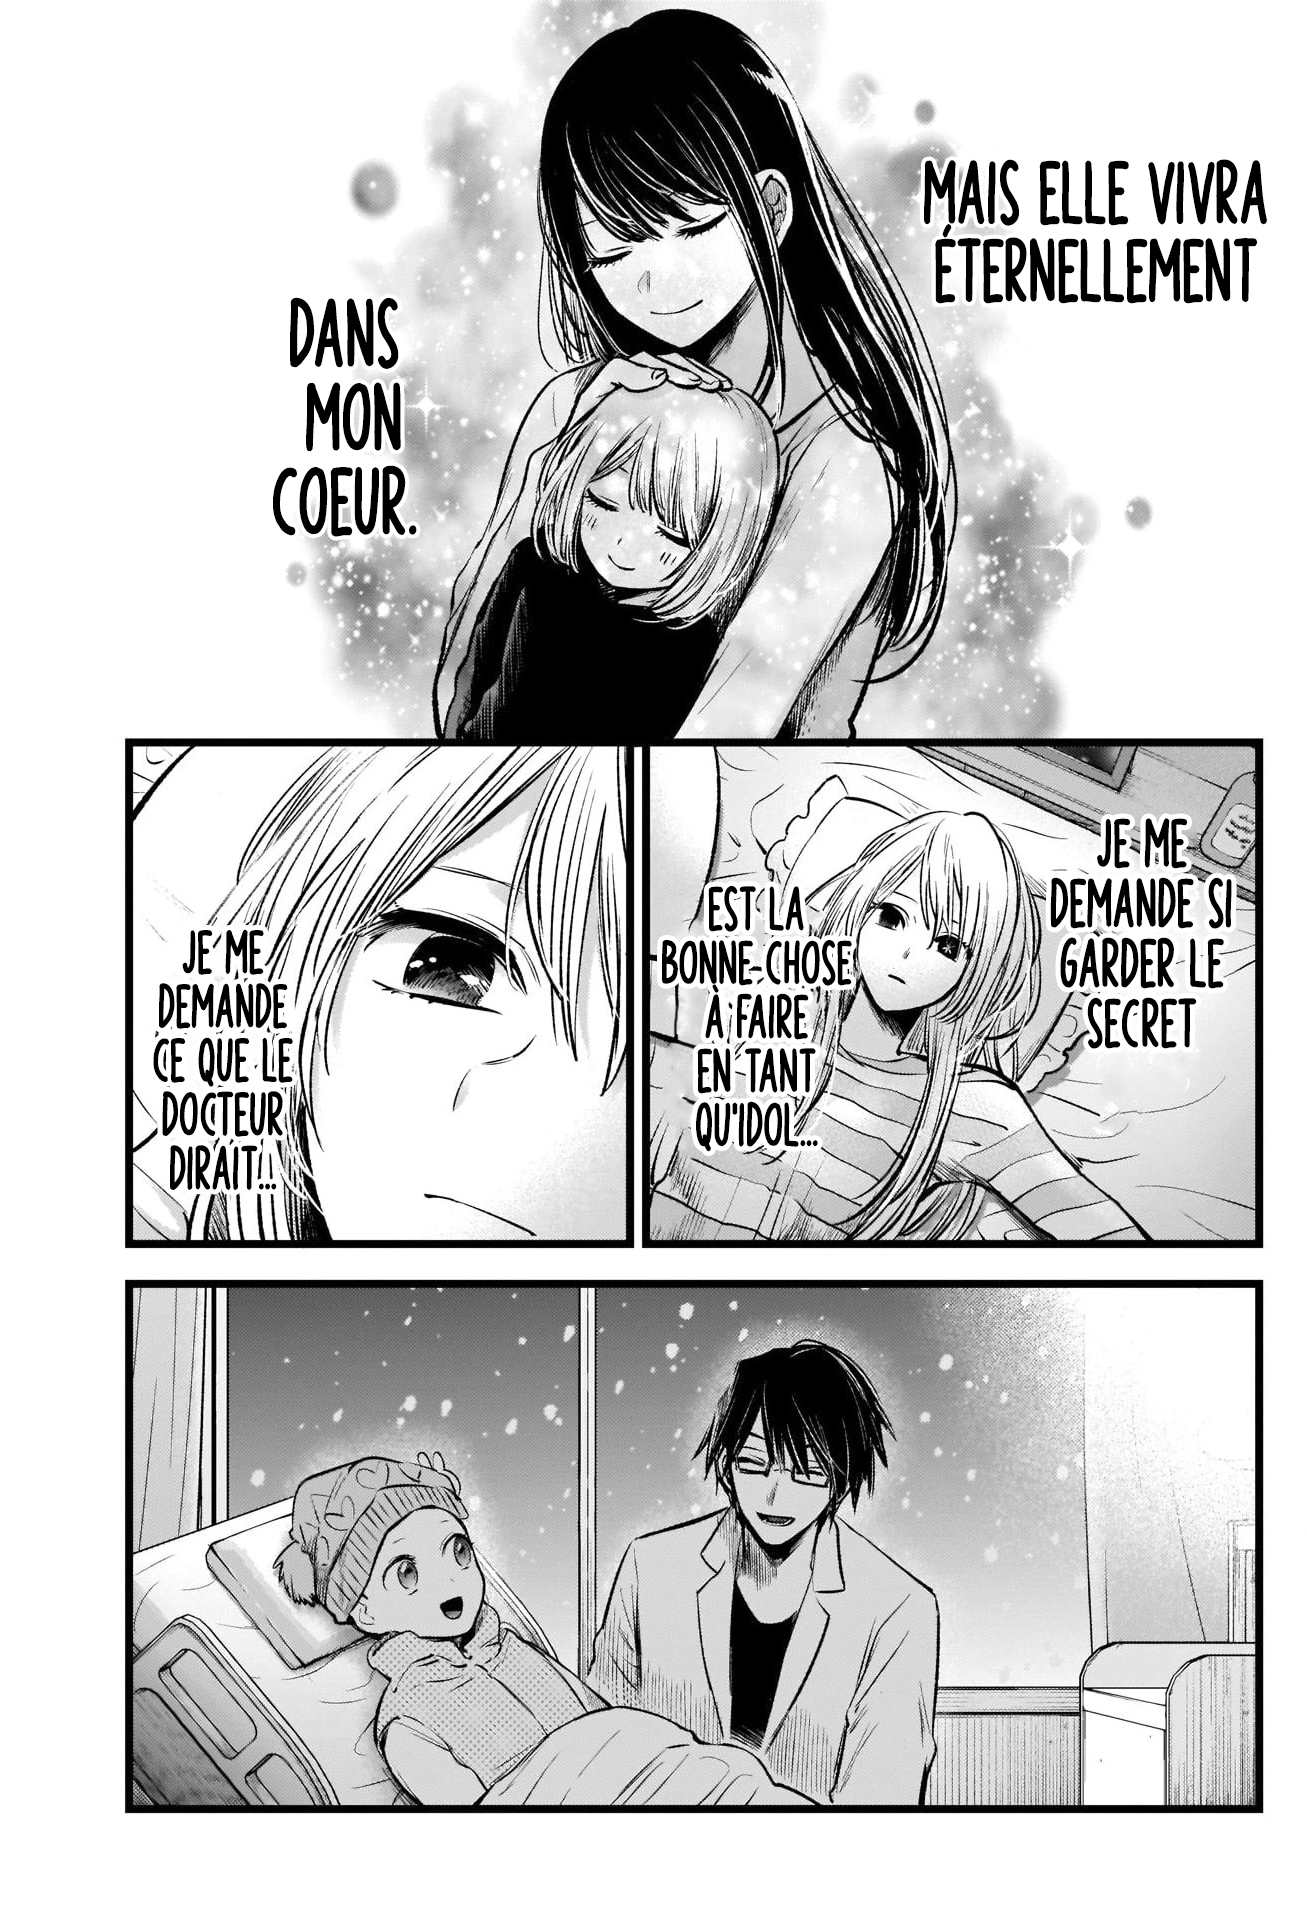 MAIS ELLE VIVRA
ÉTERNELLEMENT
DANS
MON
COEUR.
JE ME
DEMANDE SI
GARDER LE
SECRET
EST LA
BONNE CHOSE
À FAIRE
EN TANT
QU'IDOL...
JE ME
DEMANDE
CE QUE LE
DOCTEUR
DIRAIT...